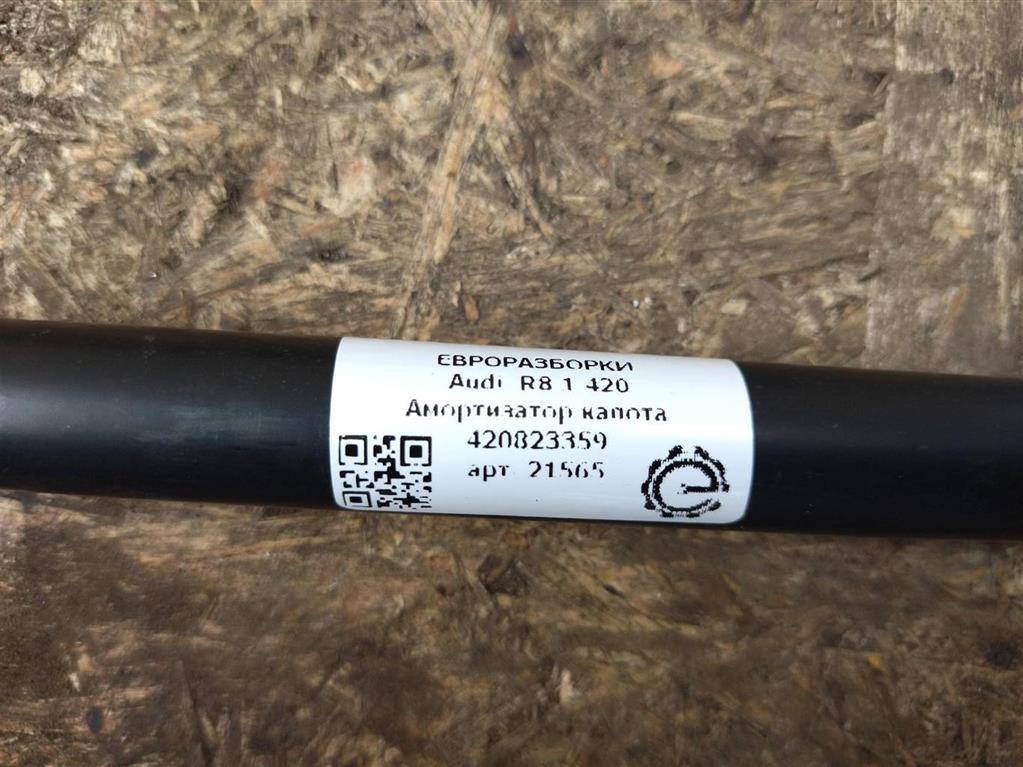 ЕВРОРАЗБОРКИ
Audi R8 1 420
Амортизатор капота
420823359
арт. 21565